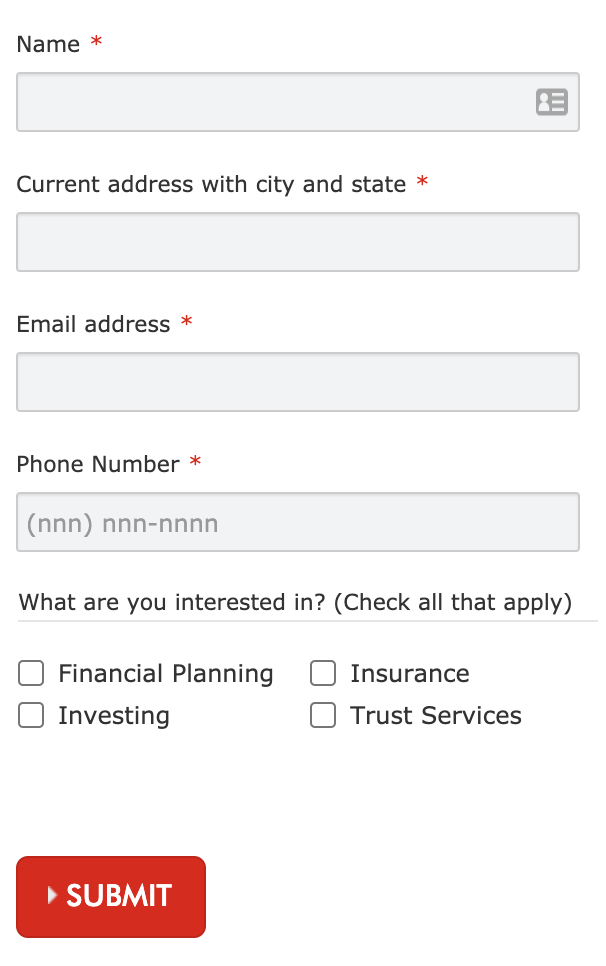 Name *
Current address with city and state *
Email address *
Phone Number *
(nnn) nnn-nnnn
What are you interested in? (Check all that apply)
Financial Planning Insurance
Investing Trust Services
SUBMIT